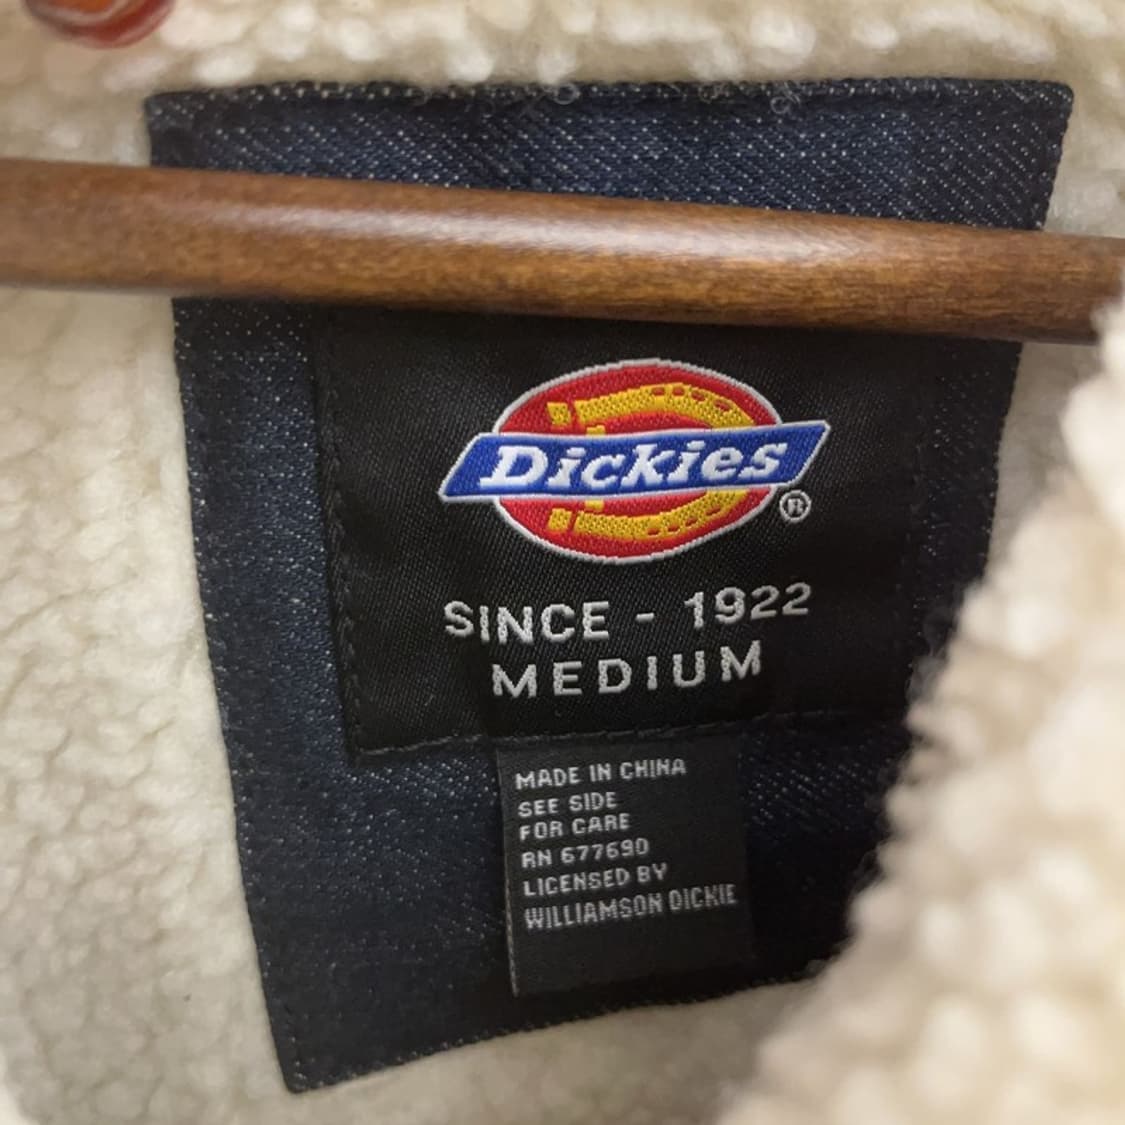 Dickies®
SINCE - 1922
MEDIUM
MADE IN CHINA
SEE SIDE
FOR CARE
RN 677690
LICENSED BY
WILLIAMSON DICKIE